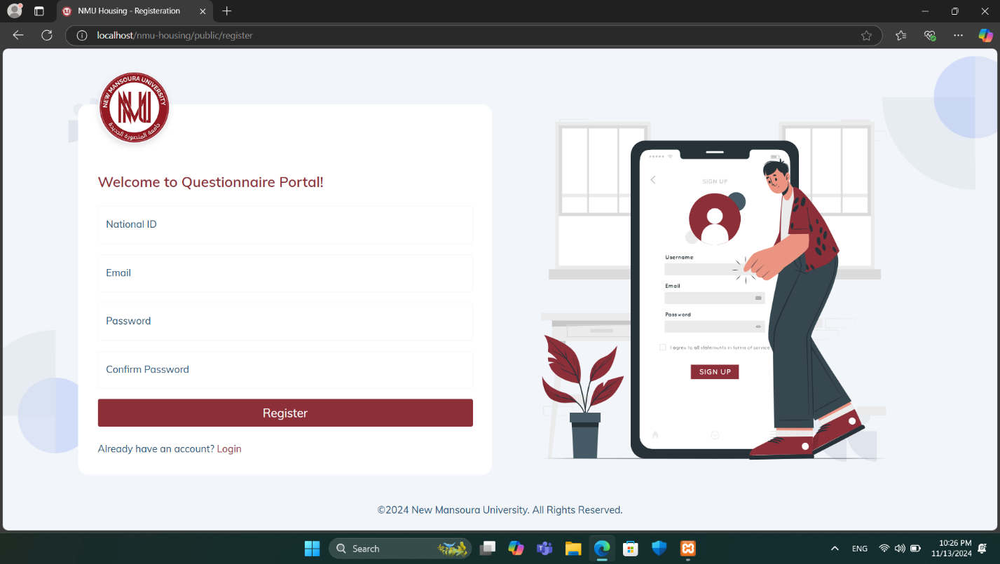 NMU Housing - Registeration
localhost/nmu-housing/public/register
NEW MANSOURA UNIVERSITY
NMU
جامعة المنصورة الجديدة
Welcome to Questionnaire Portal!
National ID
Email
Password
Confirm Password
Register
Already have an account? Login
SIGN UP
Username
Email
Password
I agree to all statements in terms of service
SIGN UP
©2024 New Mansoura University. All Rights Reserved.
Search
ENG
10:26 PM
11/13/2024